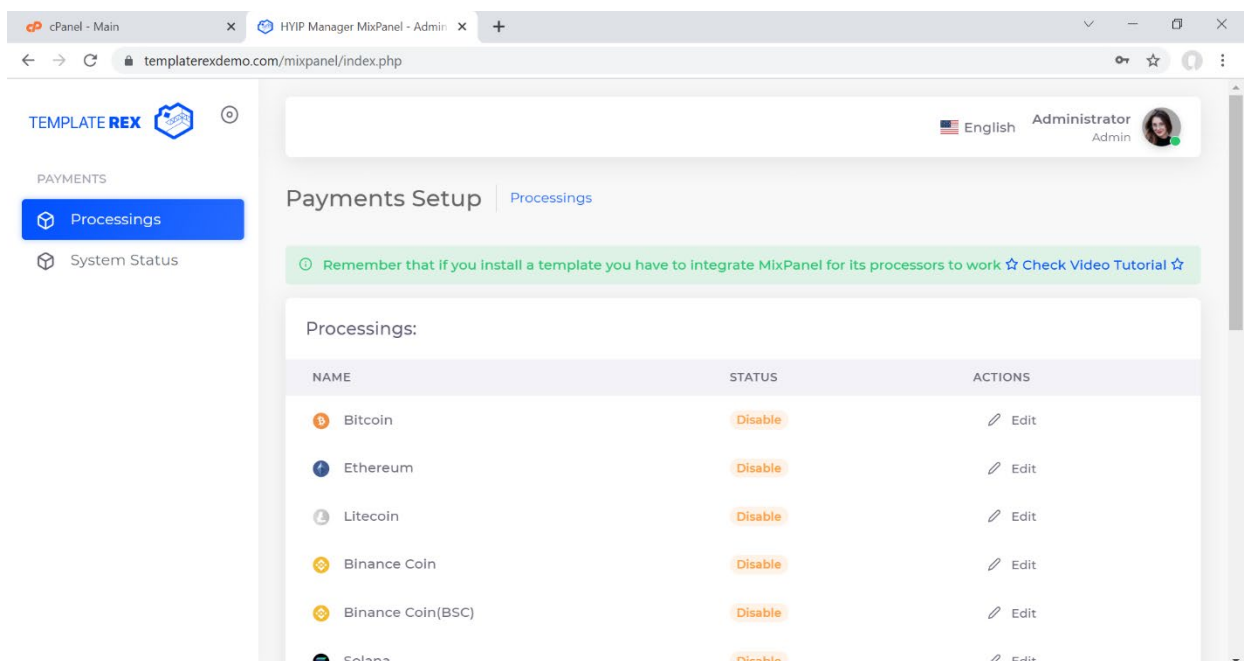 cPanel - Main
HYIP Manager MixPanel - Admin
templaterexdemo.com/mixpanel/index.php
TEMPLATE REX
English
Administrator
Admin
PAYMENTS
Processings
System Status
Payments Setup
Processings
Remember that if you install a template you have to integrate MixPanel for its processors to work ☆ Check Video Tutorial ☆
Processings:
NAME STATUS ACTIONS
Bitcoin Disable Edit
Ethereum Disable Edit
Litecoin Disable Edit
Binance Coin Disable Edit
Binance Coin(BSC) Disable Edit
Solana Disable Edit